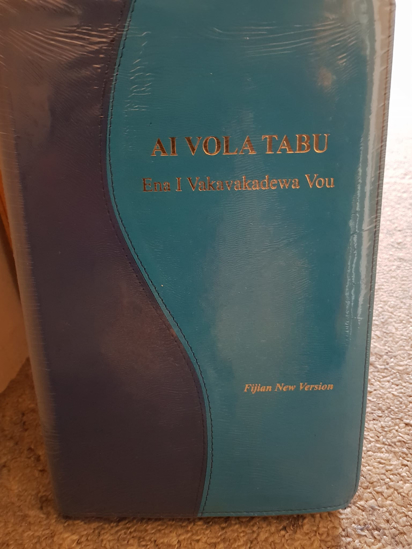 AI VOLA TABU
Ena I Vakavakadewa Vou
Fijian New Version